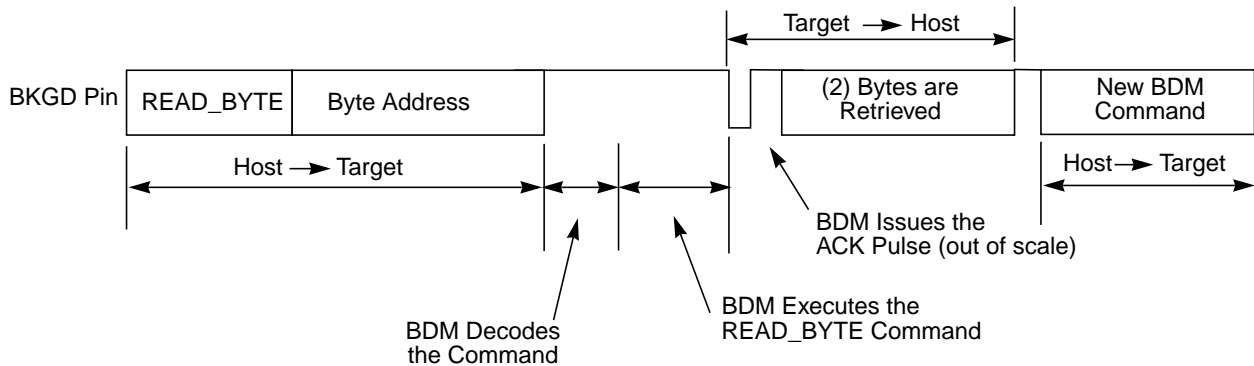 Target → Host
BKGD Pin
READ_BYTE
Byte Address
(2) Bytes are
Retrieved
New BDM
Command
Host → Target
Host → Target
BDM Issues the
ACK Pulse (out of scale)
BDM Executes the
READ_BYTE Command
BDM Decodes
the Command